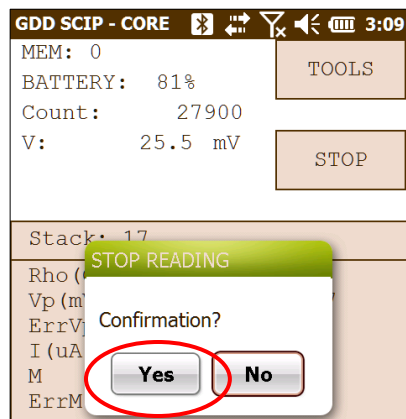 GDD SCIP - CORE 3:09
MEM: 0
TOOLS
BATTERY: 81%
Count: 27900
V: 25.5 mV
STOP
Stack: 17
STOP READING
Rho
Vp
Confirmation?
I (uA
M
Yes No
ErrM